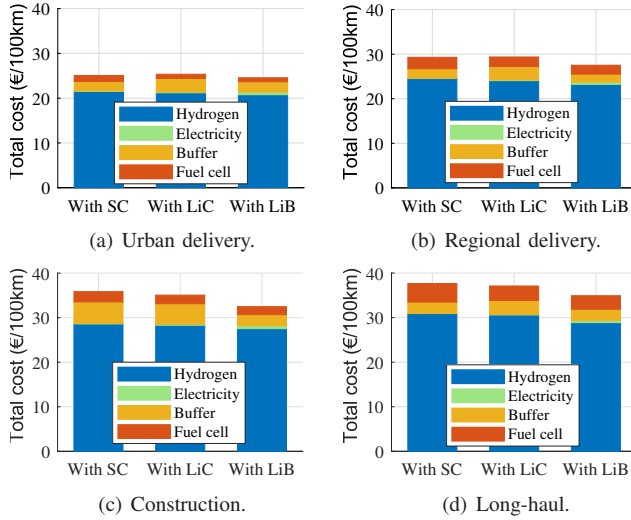 Total cost (€/100km)
40
30
20
10
0
Hydrogen
Electricity
Buffer
Fuel cell
With SC With LiC With LiB
(a) Urban delivery.
Total cost (€/100km)
40
30
20
10
0
Hydrogen
Electricity
Buffer
Fuel cell
With SC With LiC With LiB
(b) Regional delivery.
Total cost (€/100km)
40
30
20
10
0
Hydrogen
Electricity
Buffer
Fuel cell
With SC With LiC With LiB
(c) Construction.
Total cost (€/100km)
40
30
20
10
0
Hydrogen
Electricity
Buffer
Fuel cell
With SC With LiC With LiB
(d) Long-haul.